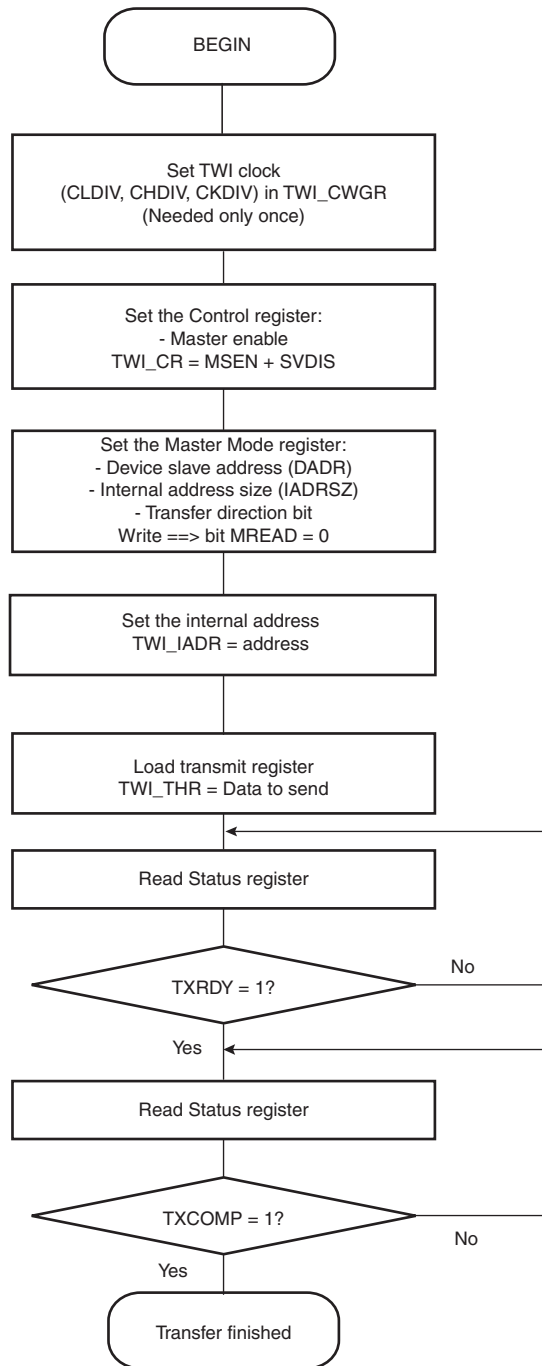 BEGIN
Set TWI clock
(CLDIV, CHDIV, CKDIV) in TWI_CWGR
(Needed only once)
Set the Control register:
- Master enable
TWI_CR = MSEN + SVDIS
Set the Master Mode register:
- Device slave address (DADR)
- Internal address size (IADRSZ)
- Transfer direction bit
Write ==> bit MREAD = 0
Set the internal address
TWI_IADR = address
Load transmit register
TWI_THR = Data to send
Read Status register
TXRDY = 1?
No
Yes
Read Status register
TXCOMP = 1?
No
Yes
Transfer finished